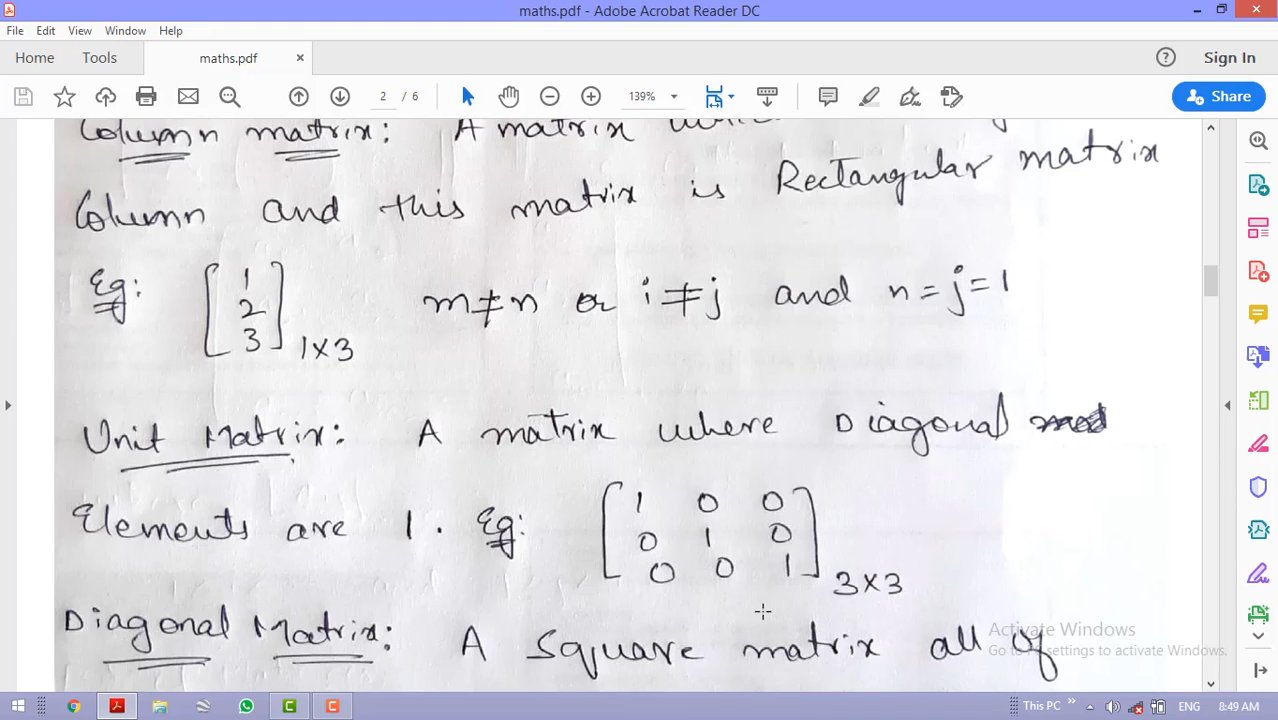 maths.pdf - Adobe Acrobat Reader DC
File Edit View Window Help
Home Tools maths.pdf × Sign In
2 / 6 139% Share
Column matrix: A matrix which
Column and this matrix is Rectangular matrix
Eg: [1 2 3] 1×3 m≠n or i≠j and n=j=1
Unit Matrix: A matrix where Diagonal
Elements are 1. Eg: [1 0 0
0 1 0
0 0 1] 3×3
Diagonal Matrix: A square matrix all of
Activate Windows
Go to PC settings to activate Windows.
This PC » ENG 8:49 AM